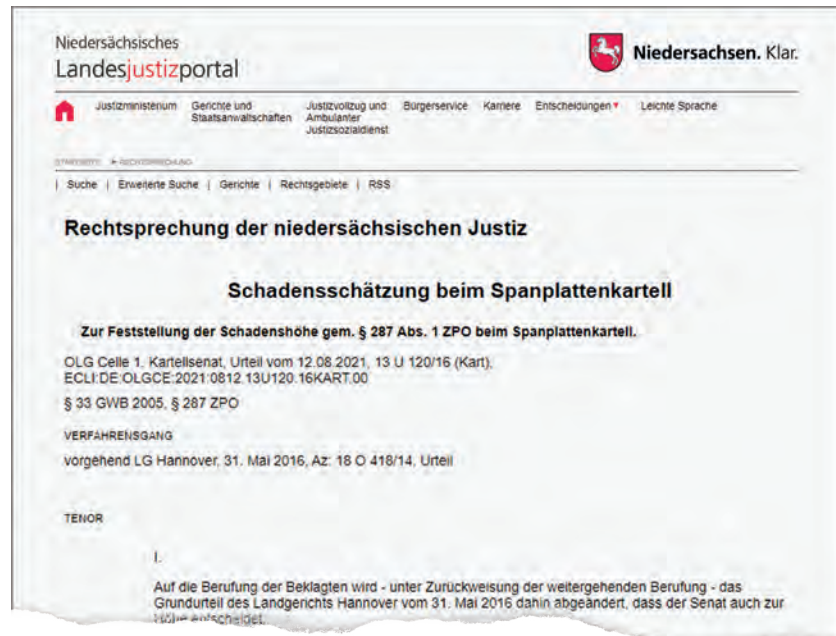 Niedersächsisches
Landesjustizportal
Niedersachsen. Klar.
Justizministerium Gerichte und Staatsanwaltschaften Justizvollzug und Ambulanter Justizsozialdienst Bürgerservice Karriere Entscheidungen Leichte Sprache
STARTSEITE ▸ RECHTSPRECHUNG
| Suche | Erweiterte Suche | Gerichte | Rechtsgebiete | RSS
Rechtsprechung der niedersächsischen Justiz
Schadensschätzung beim Spanplattenkartell
Zur Feststellung der Schadenshöhe gem. § 287 Abs. 1 ZPO beim Spanplattenkartell.
OLG Celle 1. Kartellsenat, Urteil vom 12.08.2021, 13 U 120/16 (Kart),
ECLI:DE:OLGCE:2021:0812.13U120.16KART.00
§ 33 GWB 2005, § 287 ZPO
VERFAHRENSGANG
vorgehend LG Hannover, 31. Mai 2016, Az: 18 O 418/14, Urteil
TENOR
I.
Auf die Berufung der Beklagten wird - unter Zurückweisung der weitergehenden Berufung - das
Grundurteil des Landgerichts Hannover vom 31. Mai 2016 dahin abgeändert, dass der Senat auch zur
Höhe entscheidet.